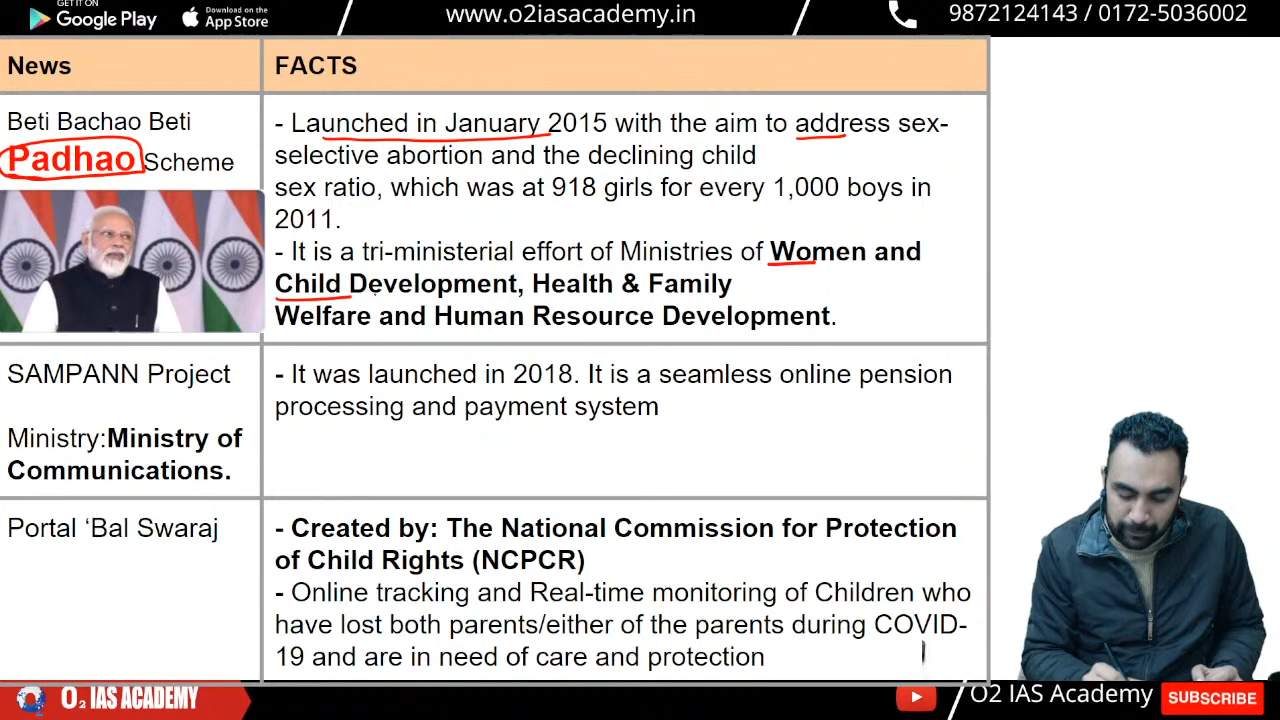 GET IT ON
Google Play
Download on the
App Store
www.o2iasacademy.in
9872124143 / 0172-5036002
News
FACTS
Beti Bachao Beti
Padhao Scheme
- Launched in January 2015 with the aim to address sex-
selective abortion and the declining child
sex ratio, which was at 918 girls for every 1,000 boys in
2011.
- It is a tri-ministerial effort of Ministries of Women and
Child Development, Health & Family
Welfare and Human Resource Development.
SAMPANN Project
Ministry:Ministry of
Communications.
- It was launched in 2018. It is a seamless online pension
processing and payment system
Portal ‘Bal Swaraj
- Created by: The National Commission for Protection
of Child Rights (NCPCR)
- Online tracking and Real-time monitoring of Children who
have lost both parents/either of the parents during COVID-
19 and are in need of care and protection
O2 IAS ACADEMY
O2 IAS Academy
SUBSCRIBE